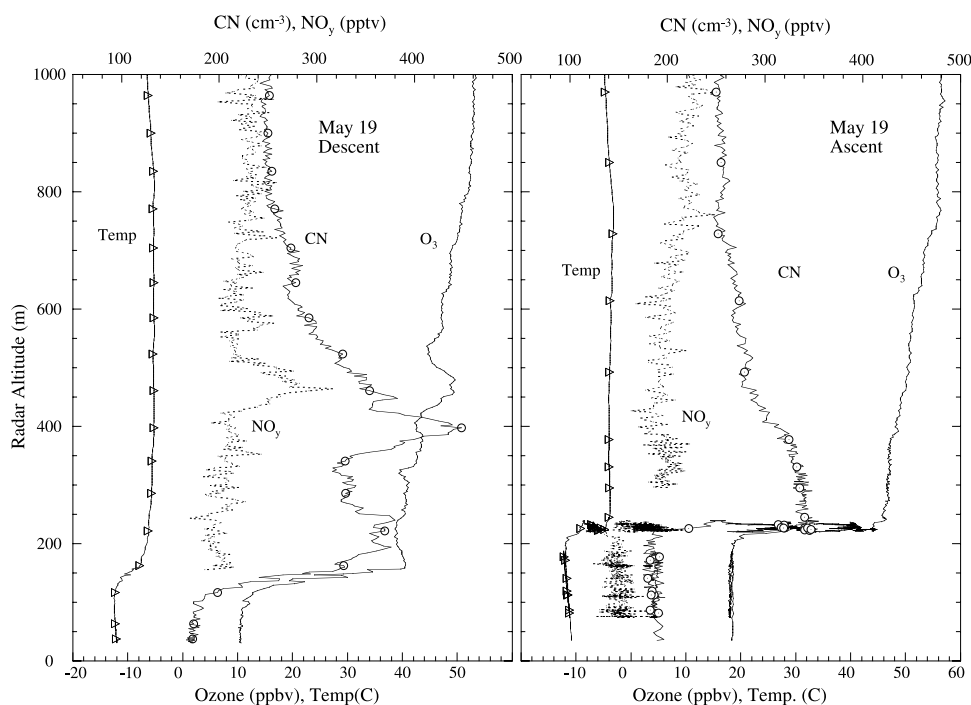 CN (cm⁻³), NOy (pptv)
100 200 300 400 500
CN (cm⁻³), NOy (pptv)
100 200 300 400 500
1000
800
600
400
200
0
Radar Altitude (m)
May 19
Descent
Temp
CN
O3
NOy
May 19
Ascent
Temp
CN
O3
NOy
-20 -10 0 10 20 30 40 50
Ozone (ppbv), Temp(C)
-10 0 10 20 30 40 50 60
Ozone (ppbv), Temp. (C)